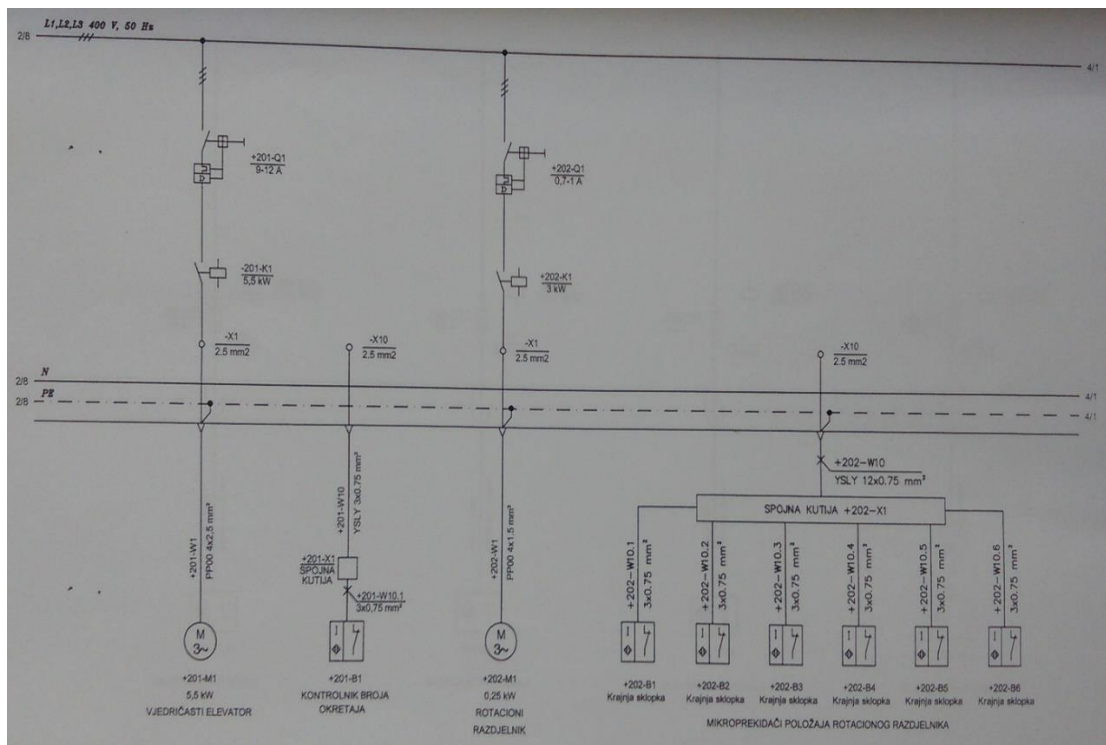 L1,L2,L3 400 V, 50 Hz
2/8
4/1
+201-Q1
9-12 A
+202-Q1
0,7-1 A
-201-K1
5,5 kW
+202-K1
3 kW
-X1
2.5 mm2
-X10
2.5 mm2
-X1
2.5 mm2
-X10
2.5 mm2
N
2/8
4/1
PE
2/8
4/1
+201-W1
PP00 4x2,5 mm²
+201-W10
YSLY 3x0.75 mm²
+201-X1
SPOJNA
KUTIJA
+201-W10.1
3x0,75 mm²
+202-W1
PP00 4x1.5 mm²
+202-W10
YSLY 12x0.75 mm²
SPOJNA KUTIJA +202-X1
+202-W10.1
3x0.75 mm²
+202-W10.2
3x0.75 mm²
+202-W10.3
3x0.75 mm²
+202-W10.4
3x0.75 mm²
+202-W10.5
3x0.75 mm²
+202-W10.6
3x0.75 mm²
M
3~
I
M
3~
I
I
I
I
I
I
+201-M1
5,5 kW
VJEDRIČASTI ELEVATOR
+201-B1
KONTROLNIK BROJA
OKRETAJA
+202-M1
0,25 kW
ROTACIONI
RAZDJELNIK
+202-B1
Krajnja sklopka
+202-B2
Krajnja sklopka
+202-B3
Krajnja sklopka
+202-B4
Krajnja sklopka
+202-B5
Krajnja sklopka
+202-B6
Krajnja sklopka
MIKROPREKIDAČI POLOŽAJA ROTACIONOG RAZDJELNIKA